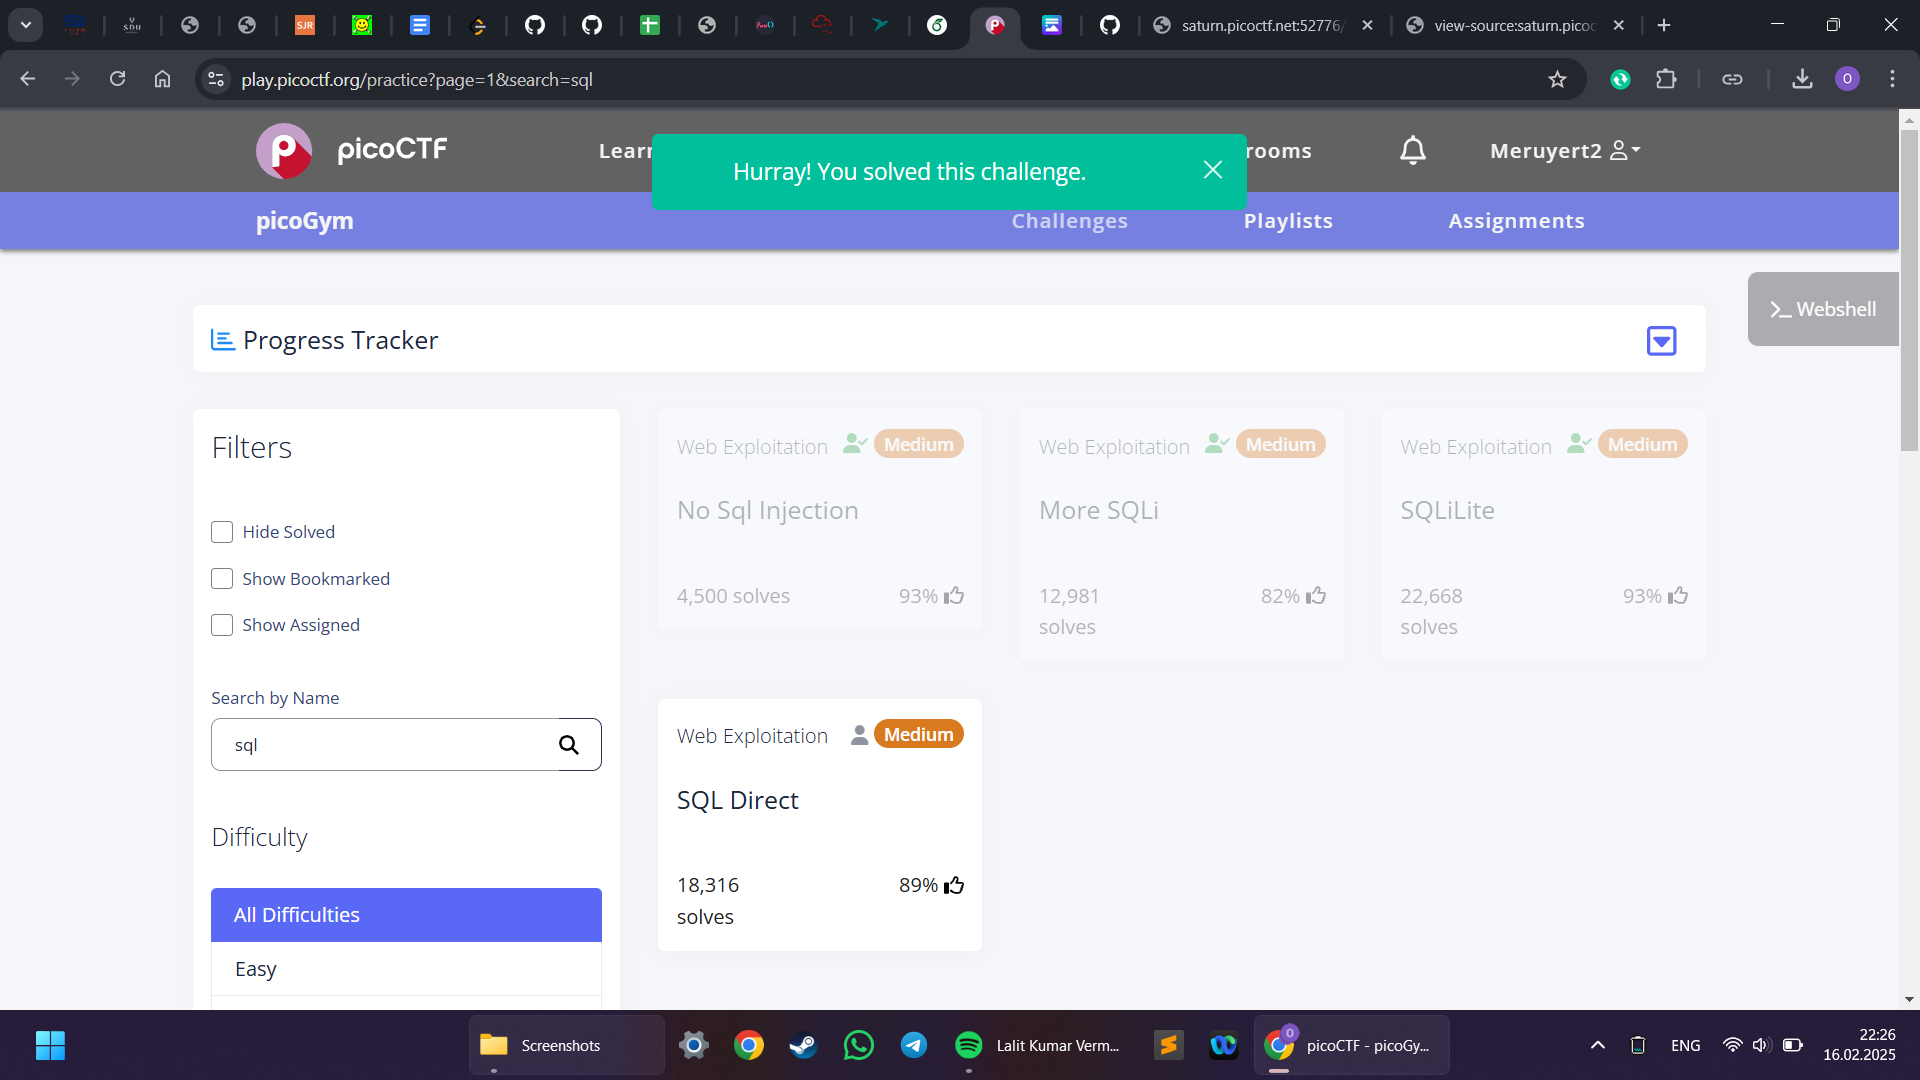 SJR
saturn.picoctf.net:52776/
view-source:saturn.picoc
play.picoctf.org/practice?page=1&search=sql
O
picoCTF
Learn
rooms
Meruyert2
Hurray! You solved this challenge.
picoGym
Challenges
Playlists
Assignments
Webshell
Progress Tracker
Filters
Hide Solved
Show Bookmarked
Show Assigned
Search by Name
sql
Difficulty
All Difficulties
Easy
Web Exploitation
Medium
No Sql Injection
4,500 solves
93%
Web Exploitation
Medium
More SQLi
12,981
solves
82%
Web Exploitation
Medium
SQLiLite
22,668
solves
93%
Web Exploitation
Medium
SQL Direct
18,316
solves
89%
Screenshots
Lalit Kumar Verm...
picoCTF - picoGy...
ENG
22:26
16.02.2025